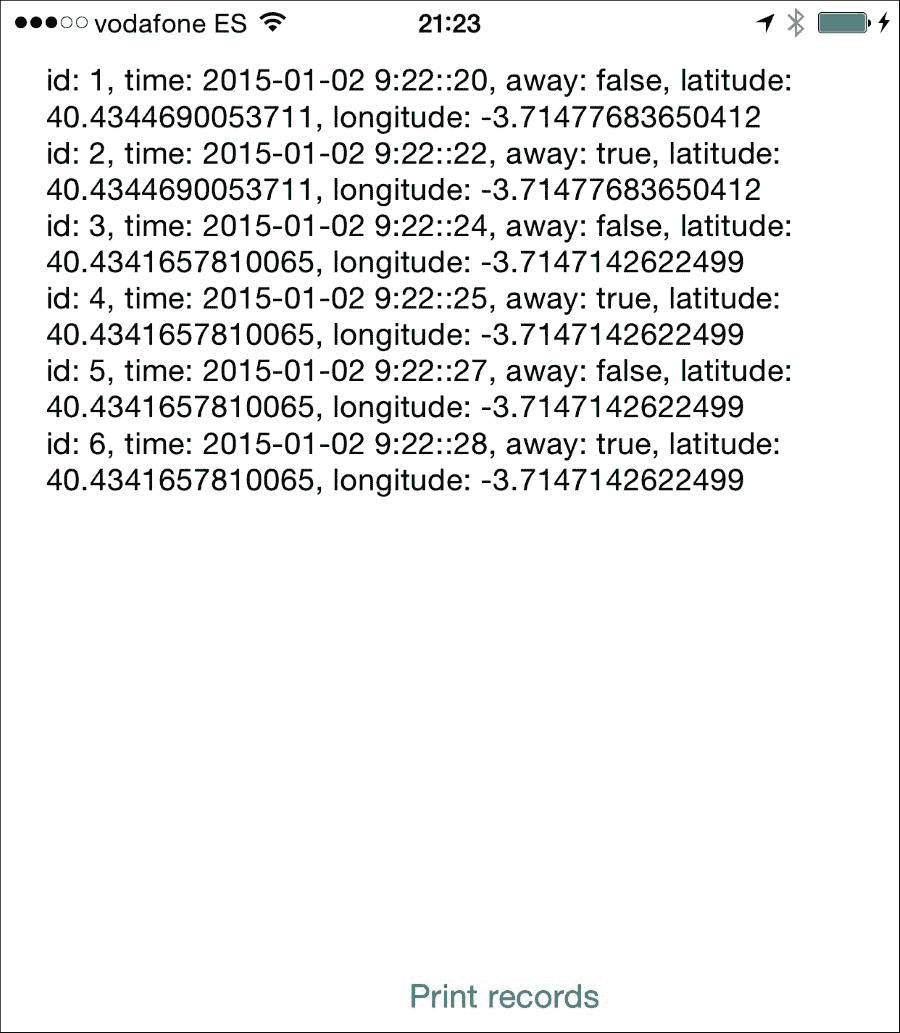 vodafone ES 21:23
id: 1, time: 2015-01-02 9:22::20, away: false, latitude:
40.4344690053711, longitude: -3.71477683650412
id: 2, time: 2015-01-02 9:22::22, away: true, latitude:
40.4344690053711, longitude: -3.71477683650412
id: 3, time: 2015-01-02 9:22::24, away: false, latitude:
40.4341657810065, longitude: -3.7147142622499
id: 4, time: 2015-01-02 9:22::25, away: true, latitude:
40.4341657810065, longitude: -3.7147142622499
id: 5, time: 2015-01-02 9:22::27, away: false, latitude:
40.4341657810065, longitude: -3.7147142622499
id: 6, time: 2015-01-02 9:22::28, away: true, latitude:
40.4341657810065, longitude: -3.7147142622499
Print records